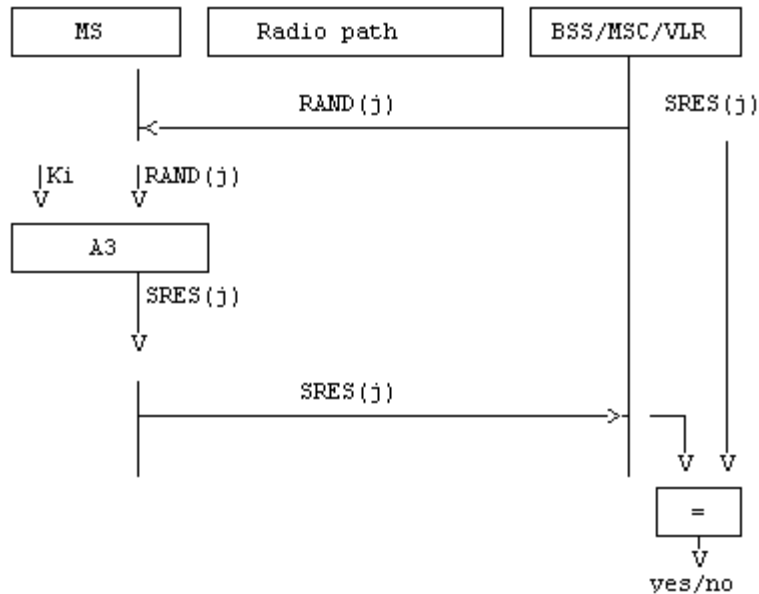 MS
Radio path
BSS/MSC/VLR
RAND(j)
SRES(j)
Ki
RAND(j)
A3
SRES(j)
SRES(j)
=
yes/no